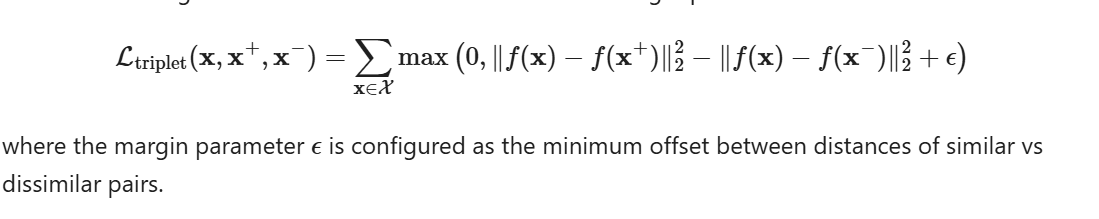 ℒ_triplet(𝐱, 𝐱⁺, 𝐱⁻) = ∑_{𝐱∈𝒳} max (0, ‖f(𝐱) − f(𝐱⁺)‖₂² − ‖f(𝐱) − f(𝐱⁻)‖₂² + ϵ)
where the margin parameter ϵ is configured as the minimum offset between distances of similar vs
dissimilar pairs.